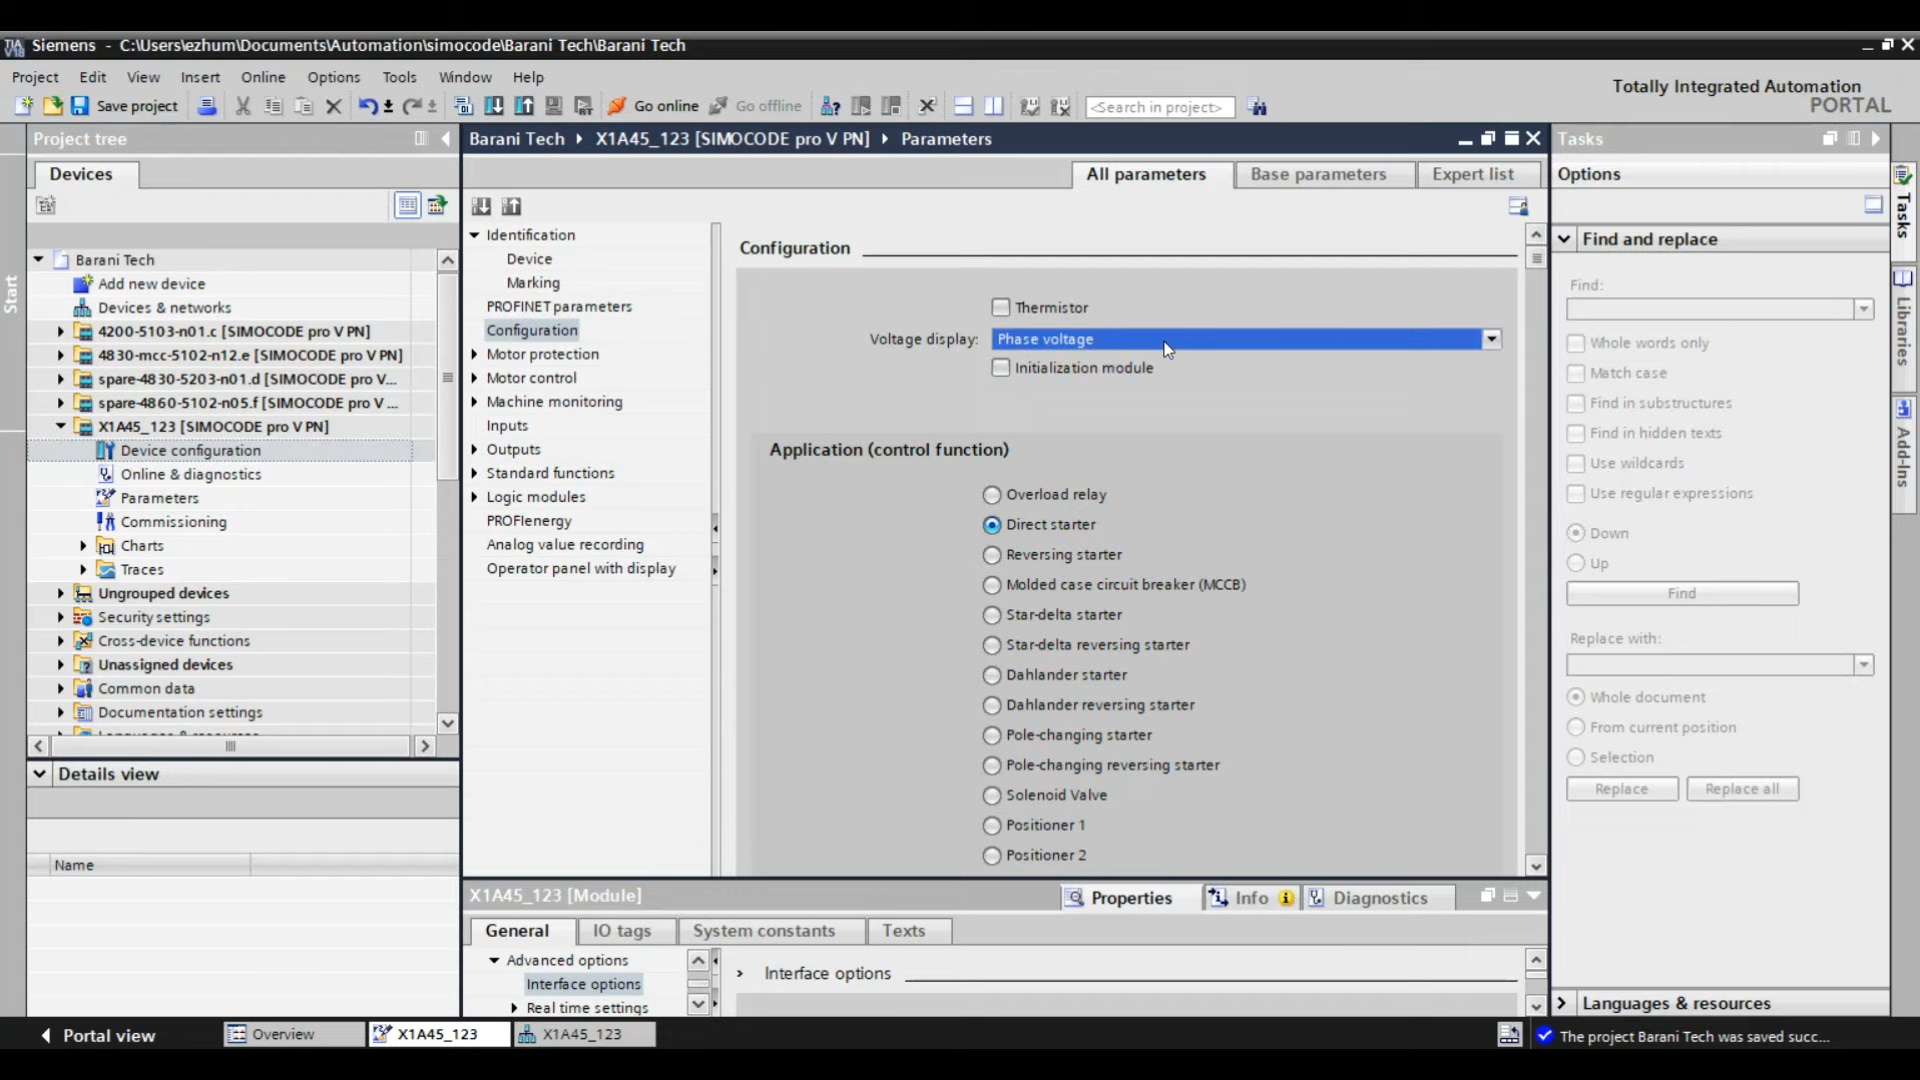 Siemens - C:\Users\ezhum\Documents\Automation\simocode\Barani Tech\Barani Tech
Project Edit View Insert Online Options Tools Window Help
Totally Integrated Automation
PORTAL
Save project
Go online
Go offline
<Search in project>
Project tree
Devices
Start
Barani Tech
Add new device
Devices & networks
4200-5103-n01.c [SIMOCODE pro V PN]
4830-mcc-5102-n12.e [SIMOCODE pro V PN]
spare-4830-5203-n01.d [SIMOCODE pro V...
spare-4860-5102-n05.f [SIMOCODE pro V ...
X1A45_123 [SIMOCODE pro V PN]
Device configuration
Online & diagnostics
Parameters
Commissioning
Charts
Traces
Ungrouped devices
Security settings
Cross-device functions
Unassigned devices
Common data
Documentation settings
Details view
Name
Barani Tech X1A45_123 [SIMOCODE pro V PN] Parameters
All parameters
Base parameters
Expert list
Identification
Device
Marking
PROFINET parameters
Configuration
Motor protection
Motor control
Machine monitoring
Inputs
Outputs
Standard functions
Logic modules
PROFIenergy
Analog value recording
Operator panel with display
Configuration
Thermistor
Voltage display: Phase voltage
Initialization module
Application (control function)
Overload relay
Direct starter
Reversing starter
Molded case circuit breaker (MCCB)
Star-delta starter
Star-delta reversing starter
Dahlander starter
Dahlander reversing starter
Pole-changing starter
Pole-changing reversing starter
Solenoid Valve
Positioner 1
Positioner 2
X1A45_123 [Module]
Properties
Info
Diagnostics
General
IO tags
System constants
Texts
Advanced options
Interface options
Real time settings
Interface options
Tasks
Options
Find and replace
Find:
Whole words only
Match case
Find in substructures
Find in hidden texts
Use wildcards
Use regular expressions
Down
Up
Find
Replace with:
Whole document
From current position
Selection
Replace
Replace all
Languages & resources
Tasks
Libraries
Add-Ins
Portal view
Overview
X1A45_123
X1A45_123
The project Barani Tech was saved succ...